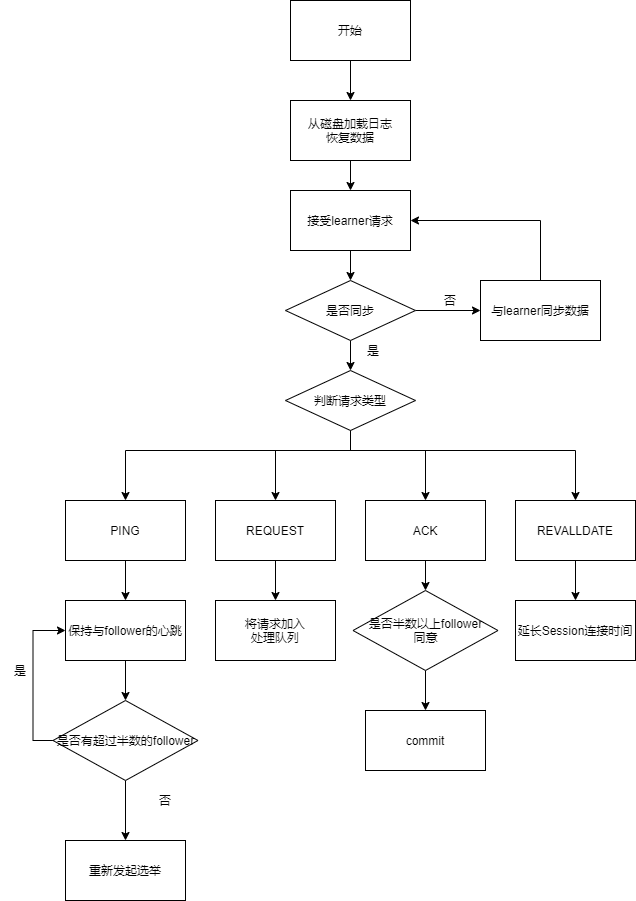 开始
从磁盘加载日志
恢复数据
接受learner请求
是否同步
否
与learner同步数据
是
判断请求类型
PING
REQUEST
ACK
REVALLDATE
保持与follower的心跳
将请求加入
处理队列
是否半数以上follower
同意
延长Session连接时间
是
是否有超过半数的follower
commit
否
重新发起选举